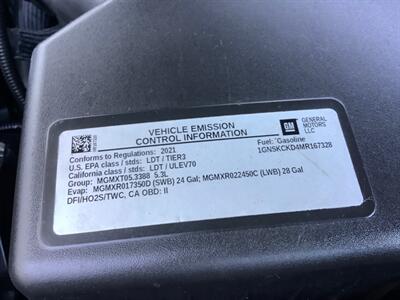 VEHICLE EMISSION
CONTROL INFORMATION
GM
GENERAL
MOTORS
LLC
Conforms to Regulations: 2021
Fuel: Gasoline
U.S. EPA class / stds: LDT / TIER3
1GNSKCKD4MR167328
California class / stds: LDT / ULEV70
Group: MGMXT05.3388 5.3L
Evap: MGMXR017350D (SWB) 24 Gal; MGMXR022450C (LWB) 28 Gal
DFI/HO2S/TWC, CA OBD: II